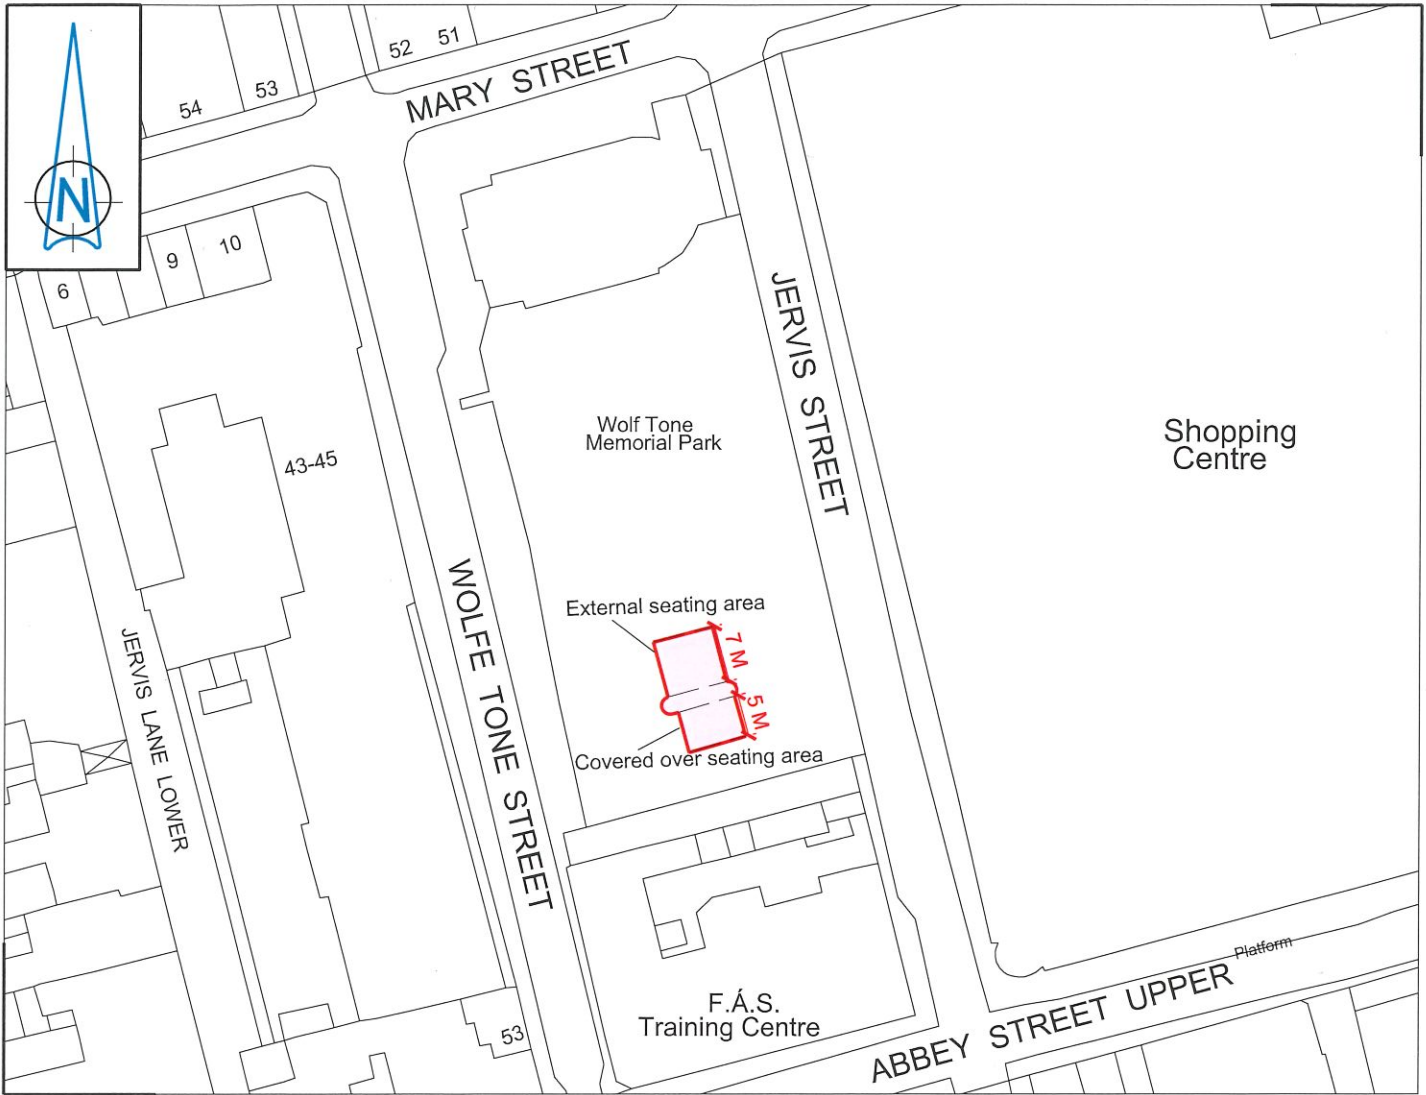 52
51
53
54
MARY STREET
N
10
9
6
JERVIS STREET
Wolf Tone
Memorial Park
Shopping
Centre
43-45
WOLFE TONE STREET
External seating area
7 M
5 M
JERVIS LANE LOWER
Covered over seating area
Platform
ABBEY STREET UPPER
F.Á.S.
Training Centre
53